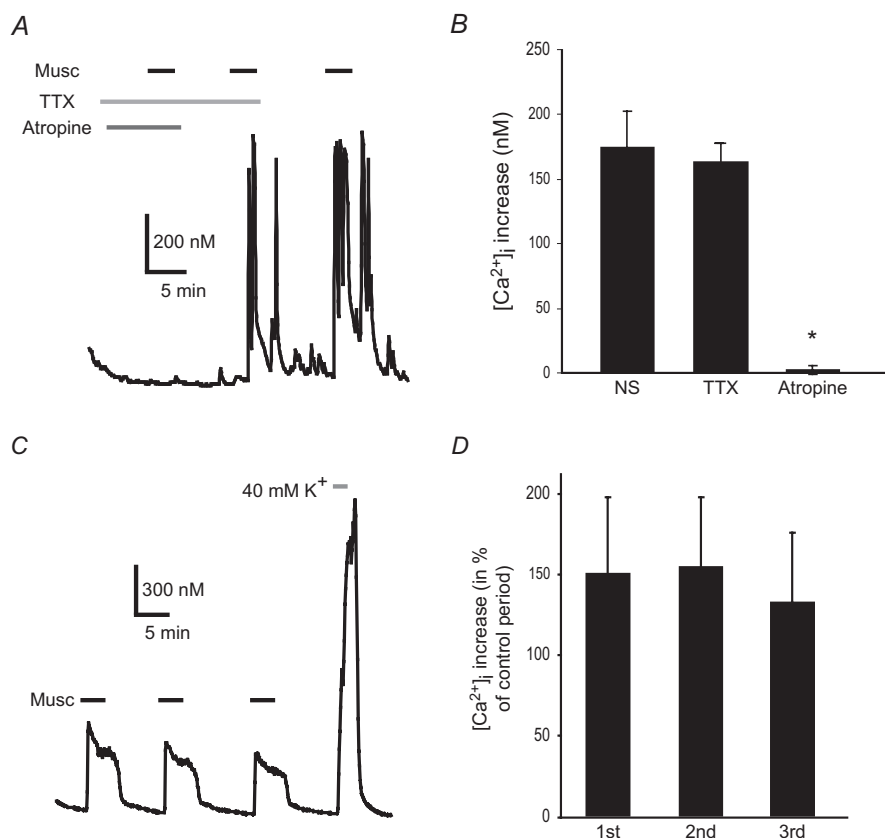 A
Musc
TTX
Atropine
200 nM
5 min
B
[Ca²⁺]ᵢ increase (nM)
250
200
150
100
50
0
*
NS
TTX
Atropine
C
40 mM K⁺
300 nM
5 min
Musc
D
[Ca²⁺]ᵢ increase (in %
of control period)
200
150
100
50
0
1st
2nd
3rd